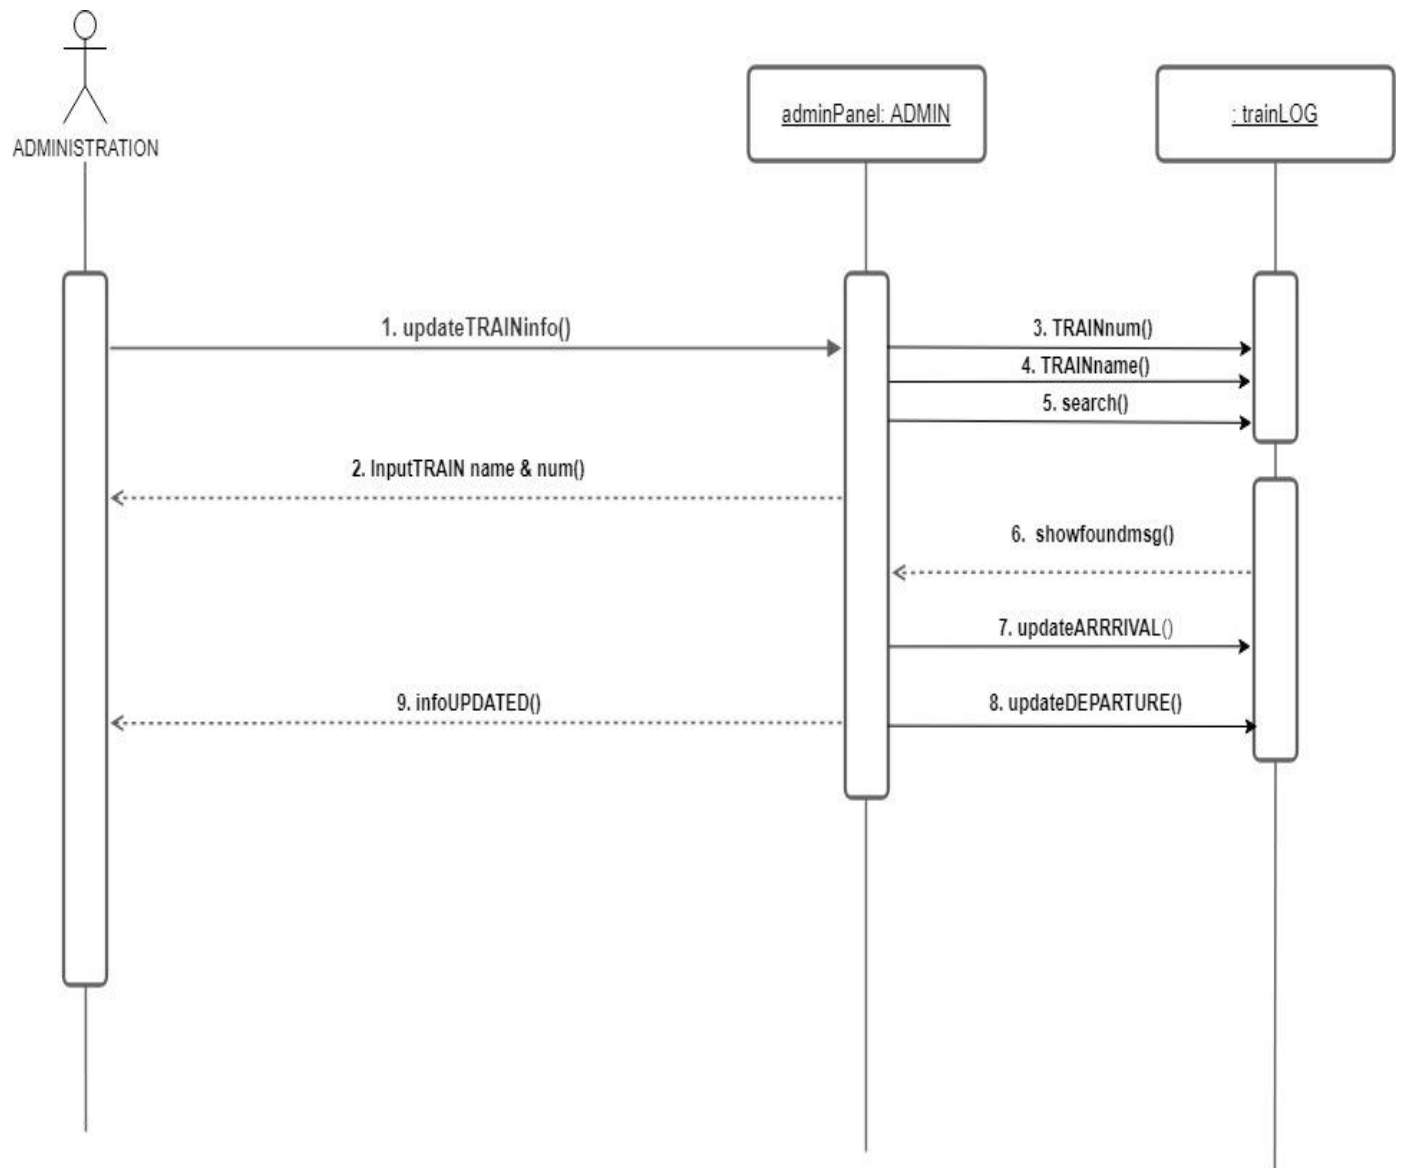 ADMINISTRATION
adminPanel: ADMIN
: trainLOG
1. updateTRAINinfo()
3. TRAINnum()
4. TRAINname()
5. search()
2. InputTRAIN name & num()
6. showfoundmsg()
7. updateARRRIVAL()
9. infoUPDATED()
8. updateDEPARTURE()